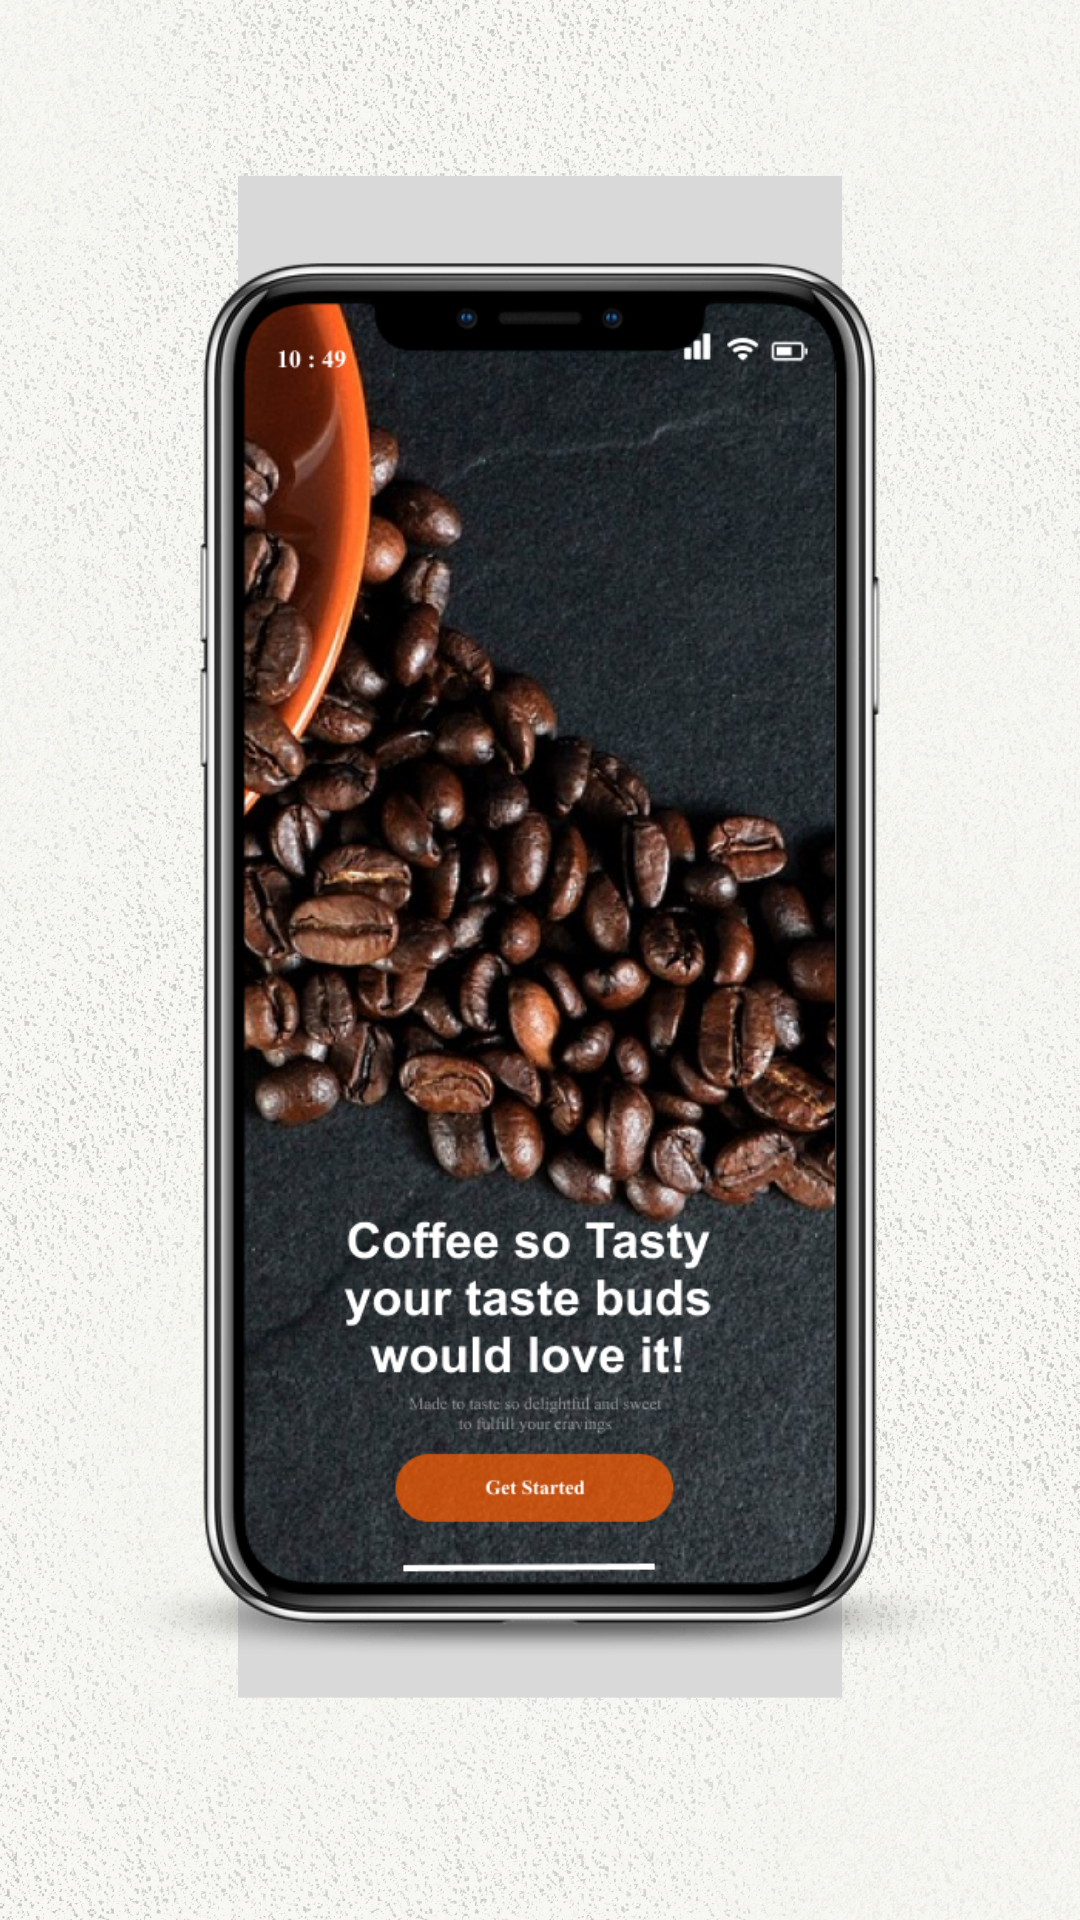 10 : 49
Coffee so Tasty
your taste buds
would love it!
Made to taste so delightful and sweet
to fulfill your cravings
Get Started